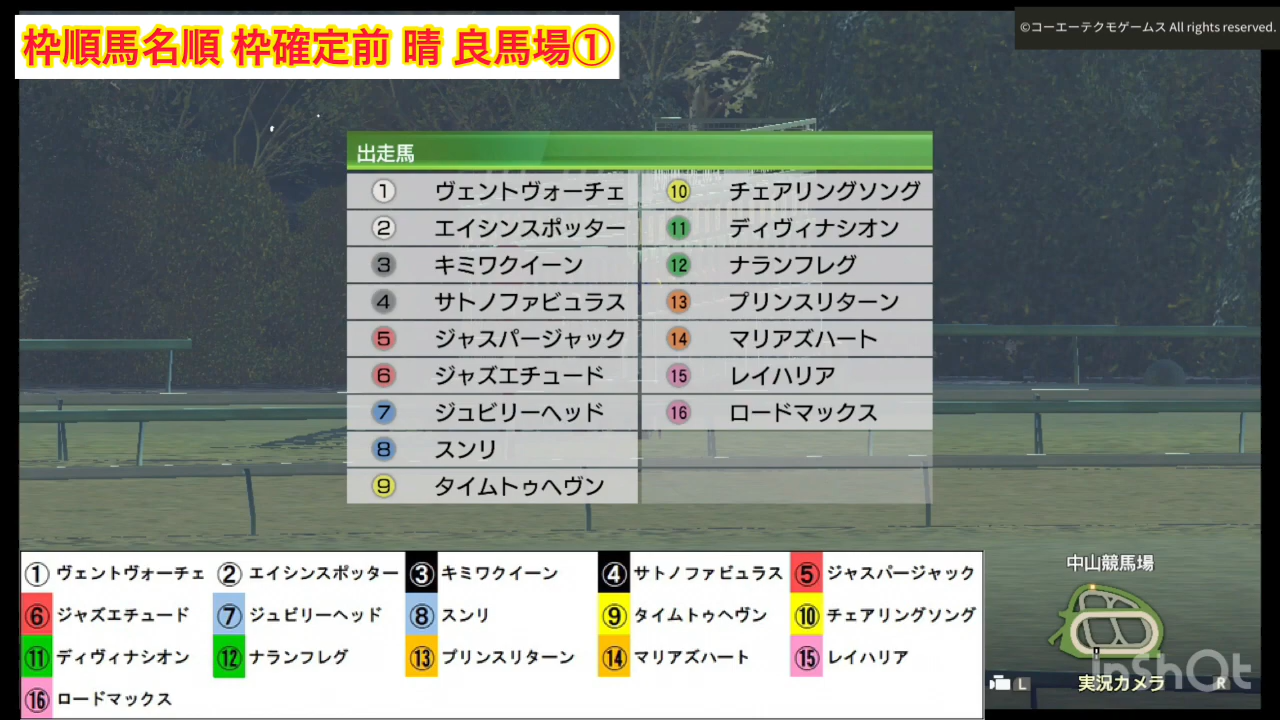 枠順馬名順 枠確定前 晴 良馬場①
©コーエーテクモゲームス All rights reserved.
出走馬
1 ヴェントヴォーチェ
2 エイシンスポッター
3 キミワクイーン
4 サトノファビュラス
5 ジャスパージャック
6 ジャズエチュード
7 ジュビリーヘッド
8 スンリ
9 タイムトゥヘヴン
10 チェアリングソング
11 ディヴィナシオン
12 ナランフレグ
13 プリンスリターン
14 マリアズハート
15 レイハリア
16 ロードマックス
① ヴェントヴォーチェ ② エイシンスポッター ③ キミワクイーン ④ サトノファビュラス ⑤ ジャスパージャック
⑥ ジャズエチュード ⑦ ジュビリーヘッド ⑧ スンリ ⑨ タイムトゥヘヴン ⑩ チェアリングソング
⑪ ディヴィナシオン ⑫ ナランフレグ ⑬ プリンスリターン ⑭ マリアズハート ⑮ レイハリア
⑯ ロードマックス
中山競馬場
InShOt
L 実況カメラ R